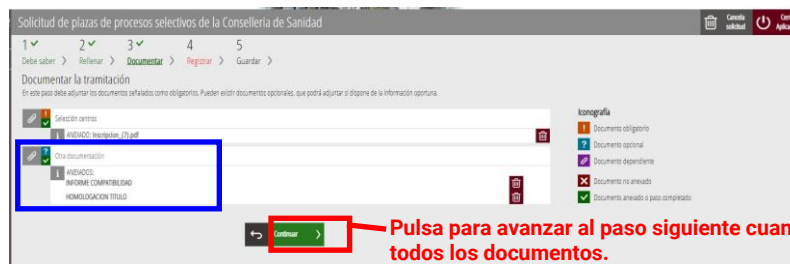 Solicitud de plazas de procesos selectivos de la Conselleria de Sanidad
Cancela
solicitud
1 2 3 4 5
Debe saber > Rellenar > Documentar > Registrar > Guardar >
Documentar la tramitación
En este paso debe adjuntar los documentos señalados como obligatorios. Pueden existir documentos opcionales, que podrá adjuntar si dispone de la información oportuna.
Selección centros
ANEXADO: Inscripcion_(7).pdf
Otra documentación
ANEXADOS:
INFORME COMPATIBILIDAD
HOMOLOGACION TITULO
Iconografía
! Documento obligatorio
? Documento opcional
Documento dependiente
Documento no anexado
Documento anexado o paso completado
Continuar >
Pulsa para avanzar al paso siguiente cuan
todos los documentos.